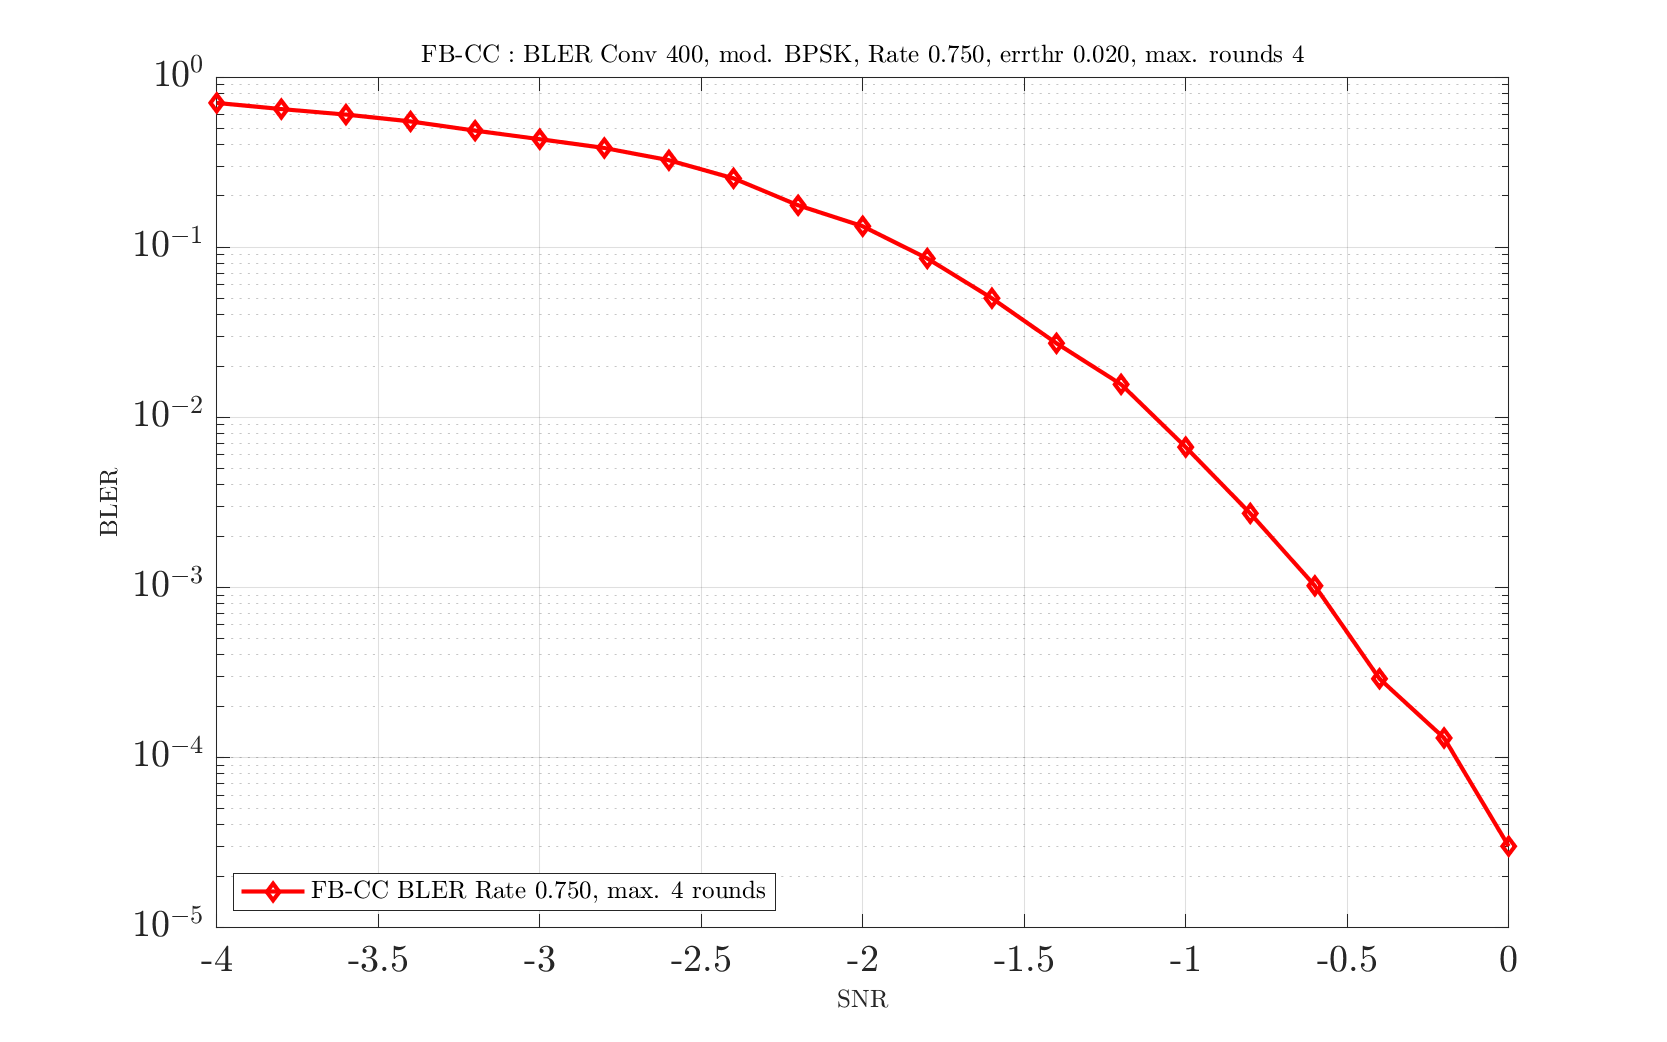 FB-CC : BLER Conv 400, mod. BPSK, Rate 0.750, errthr 0.020, max. rounds 4
10⁰
10⁻¹
10⁻²
10⁻³
10⁻⁴
10⁻⁵
BLER
FB-CC BLER Rate 0.750, max. 4 rounds
-4 -3.5 -3 -2.5 -2 -1.5 -1 -0.5 0
SNR